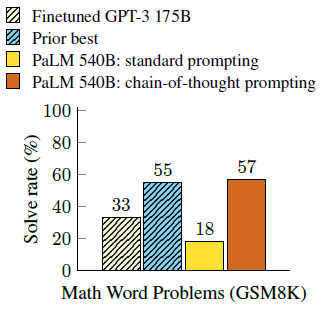 Finetuned GPT-3 175B
Prior best
PaLM 540B: standard prompting
PaLM 540B: chain-of-thought prompting
Solve rate (%)
100
80
60
40
20
0
33
55
18
57
Math Word Problems (GSM8K)